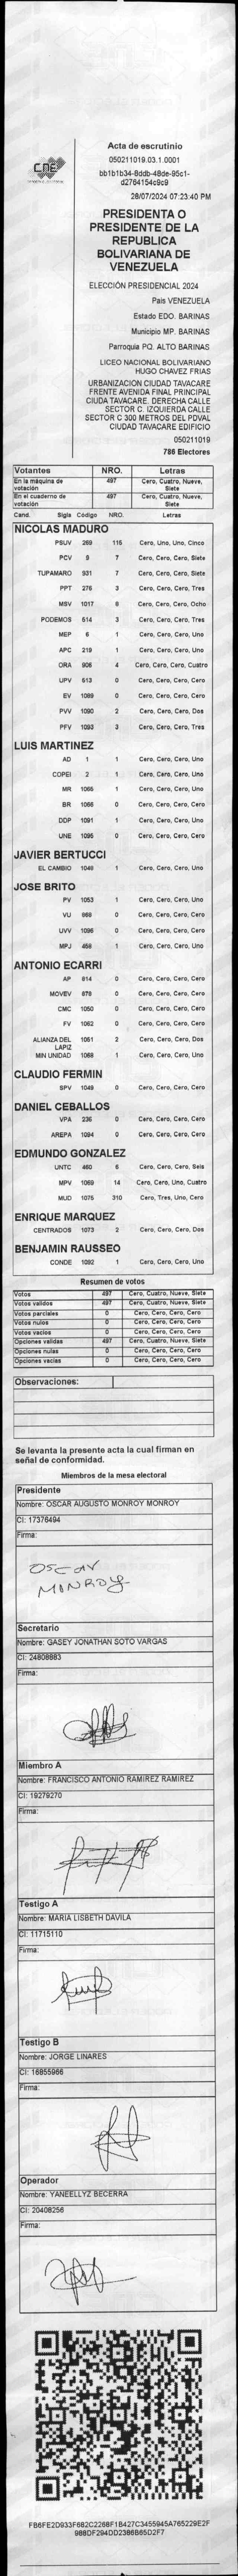 CNE
Acta de escrutinio
050211019.03.1.0001
bb1b1b34-8ddb-48de-95c1-
d2764154c9c9
28/07/2024 07:23:40 PM
PRESIDENTA O
PRESIDENTE DE LA
REPUBLICA
BOLIVARIANA DE
VENEZUELA
ELECCIÓN PRESIDENCIAL 2024
Pais VENEZUELA
Estado EDO. BARINAS
Municipio MP. BARINAS
Parroquia PQ. ALTO BARINAS
LICEO NACIONAL BOLIVARIANO
HUGO CHAVEZ FRIAS
URBANIZACION CIUDAD TAVACARE
FRENTE AVENIDA FINAL PRINCIPAL
CIUDA TAVACARE. DERECHA CALLE
SECTOR C. IZQUIERDA CALLE
SECTOR C 300 METROS DEL PDVAL
CIUDAD TAVACARE EDIFICIO
050211019
786 Electores
Votantes NRO. Letras
En la máquina de votación 497 Cero, Cuatro, Nueve, Siete
En el cuaderno de votación 497 Cero, Cuatro, Nueve, Siete
Cand. Sigla Código NRO. Letras
NICOLAS MADURO
PSUV 269 115 Cero, Uno, Uno, Cinco
PCV 9 7 Cero, Cero, Cero, Siete
TUPAMARO 931 7 Cero, Cero, Cero, Siete
PPT 275 3 Cero, Cero, Cero, Tres
MSV 1017 8 Cero, Cero, Cero, Ocho
PODEMOS 614 3 Cero, Cero, Cero, Tres
MEP 6 1 Cero, Cero, Cero, Uno
APC 219 1 Cero, Cero, Cero, Uno
ORA 906 4 Cero, Cero, Cero, Cuatro
UPV 513 0 Cero, Cero, Cero, Cero
EV 1089 0 Cero, Cero, Cero, Cero
PVV 1090 2 Cero, Cero, Cero, Dos
PFV 1093 3 Cero, Cero, Cero, Tres
LUIS MARTINEZ
AD 1 1 Cero, Cero, Cero, Uno
COPEI 2 1 Cero, Cero, Cero, Uno
MR 1065 1 Cero, Cero, Cero, Uno
BR 1066 0 Cero, Cero, Cero, Cero
DDP 1091 1 Cero, Cero, Cero, Uno
UNE 1095 0 Cero, Cero, Cero, Cero
JAVIER BERTUCCI
EL CAMBIO 1048 1 Cero, Cero, Cero, Uno
JOSE BRITO
PV 1053 1 Cero, Cero, Cero, Uno
VU 868 0 Cero, Cero, Cero, Cero
UVV 1096 0 Cero, Cero, Cero, Cero
MPJ 468 1 Cero, Cero, Cero, Uno
ANTONIO ECARRI
AP 814 0 Cero, Cero, Cero, Cero
MOVEV 879 0 Cero, Cero, Cero, Cero
CMC 1050 0 Cero, Cero, Cero, Cero
FV 1062 0 Cero, Cero, Cero, Cero
ALIANZA DEL LAPIZ 1061 2 Cero, Cero, Cero, Dos
MIN UNIDAD 1068 1 Cero, Cero, Cero, Uno
CLAUDIO FERMIN
SPV 1049 0 Cero, Cero, Cero, Cero
DANIEL CEBALLOS
VPA 236 0 Cero, Cero, Cero, Cero
AREPA 1094 0 Cero, Cero, Cero, Cero
EDMUNDO GONZALEZ
UNTC 460 6 Cero, Cero, Cero, Seis
MPV 1069 14 Cero, Cero, Uno, Cuatro
MUD 1075 310 Cero, Tres, Uno, Cero
ENRIQUE MARQUEZ
CENTRADOS 1073 2 Cero, Cero, Cero, Dos
BENJAMIN RAUSSEO
CONDE 1092 1 Cero, Cero, Cero, Uno
Resumen de votos
Votos 497 Cero, Cuatro, Nueve, Siete
Votos validos 497 Cero, Cuatro, Nueve, Siete
Votos parciales 0 Cero, Cero, Cero, Cero
Votos nulos 0 Cero, Cero, Cero, Cero
Votos vacios 0 Cero, Cero, Cero, Cero
Opciones validas 497 Cero, Cuatro, Nueve, Siete
Opciones nulas 0 Cero, Cero, Cero, Cero
Opciones vacias 0 Cero, Cero, Cero, Cero
Observaciones:
Se levanta la presente acta la cual firman en
señal de conformidad.
Miembros de la mesa electoral
Presidente
Nombre: OSCAR AUGUSTO MONROY MONROY
CI: 17376494
Firma:
OSCAR
MONROY
Secretario
Nombre: GASEY JONATHAN SOTO VARGAS
CI: 24808883
Firma:
Miembro A
Nombre: FRANCISCO ANTONIO RAMIREZ RAMIREZ
CI: 19279270
Firma:
Testigo A
Nombre: MARIA LISBETH DAVILA
CI: 11715110
Firma:
Testigo B
Nombre: JORGE LINARES
CI: 16855966
Firma:
Operador
Nombre: YANEELLYZ BECERRA
CI: 20408256
Firma:
FB6FE2D933F682C2268F1B427C3455945A765229E2F
988DF294DD2386B65D2F7